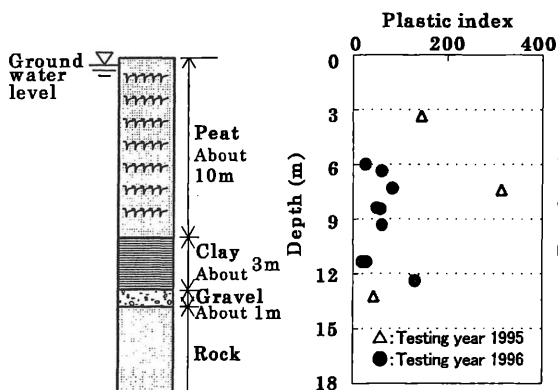 Ground
water
level
Peat
About
10m
Clay
About 3m
Gravel
About 1m
Rock
Plastic index
0 200 400
Depth (m)
0
3
6
9
12
15
18
△ :Testing year 1995
● :Testing year 1996